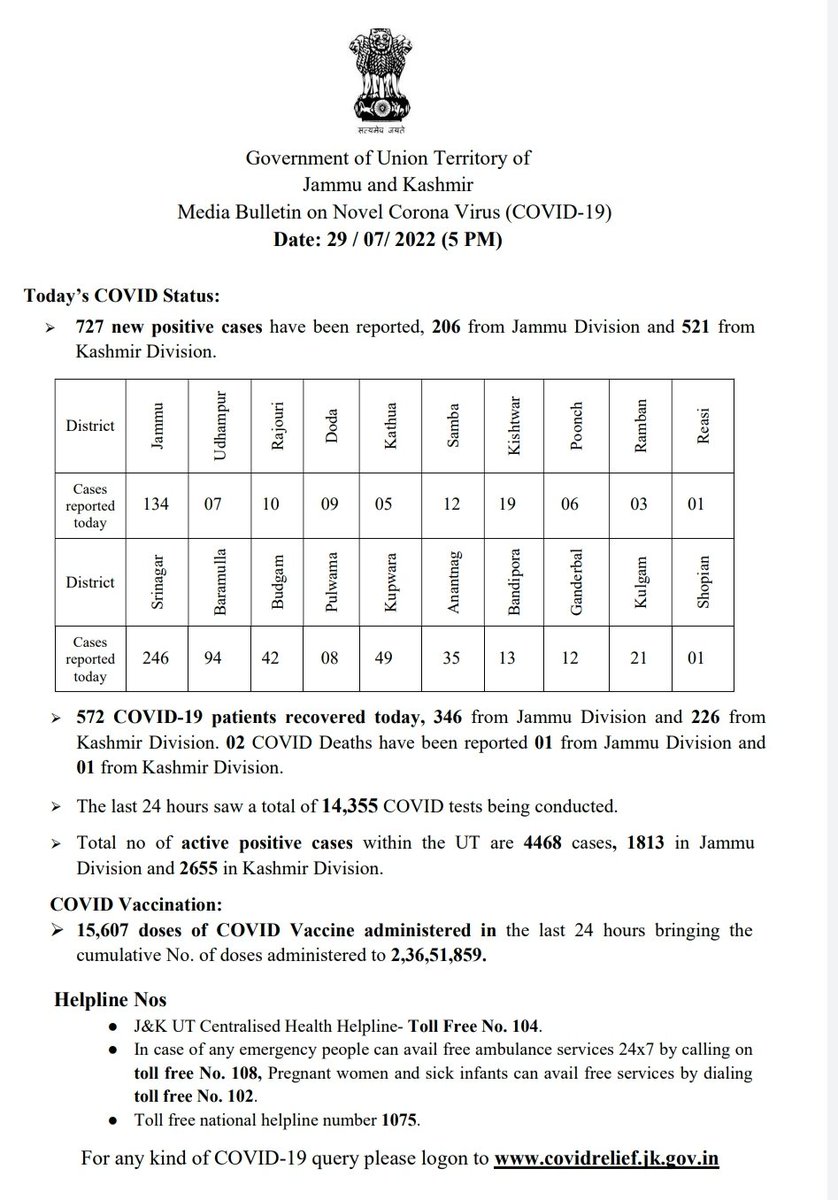 सत्यमेव जयते
Government of Union Territory of
Jammu and Kashmir
Media Bulletin on Novel Corona Virus (COVID-19)
Date: 29 / 07/ 2022 (5 PM)
Today’s COVID Status:
➢ 727 new positive cases have been reported, 206 from Jammu Division and 521 from
Kashmir Division.
District Jammu Udhampur Rajouri Doda Kathua Samba Kishtwar Poonch Ramban Reasi
Cases reported today 134 07 10 09 05 12 19 06 03 01
District Srinagar Baramulla Budgam Pulwama Kupwara Anantnag Bandipora Ganderbal Kulgam Shopian
Cases reported today 246 94 42 08 49 35 13 12 21 01
➢ 572 COVID-19 patients recovered today, 346 from Jammu Division and 226 from
Kashmir Division. 02 COVID Deaths have been reported 01 from Jammu Division and
01 from Kashmir Division.
➢ The last 24 hours saw a total of 14,355 COVID tests being conducted.
➢ Total no of active positive cases within the UT are 4468 cases, 1813 in Jammu
Division and 2655 in Kashmir Division.
COVID Vaccination:
➢ 15,607 doses of COVID Vaccine administered in the last 24 hours bringing the
cumulative No. of doses administered to 2,36,51,859.
Helpline Nos
● J&K UT Centralised Health Helpline- Toll Free No. 104.
● In case of any emergency people can avail free ambulance services 24x7 by calling on
toll free No. 108, Pregnant women and sick infants can avail free services by dialing
toll free No. 102.
● Toll free national helpline number 1075.
For any kind of COVID-19 query please logon to www.covidrelief.jk.gov.in